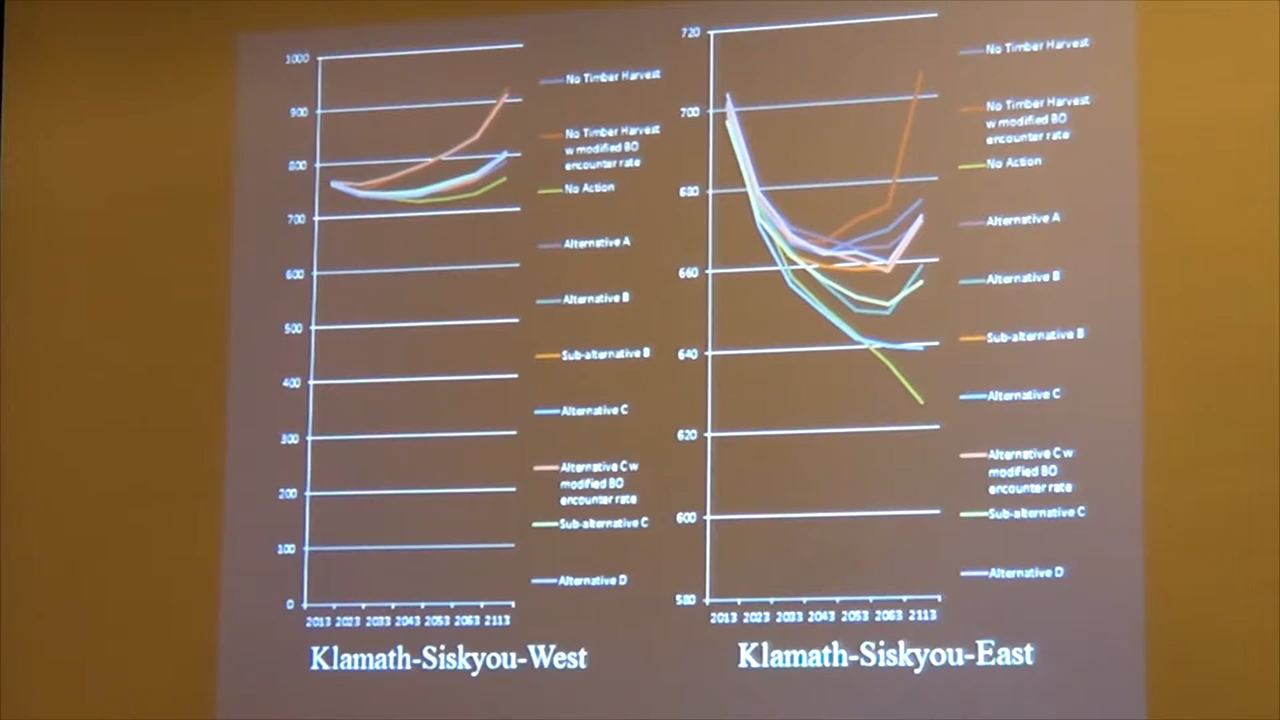 1000
900
800
700
600
500
400
300
200
100
0
2013 2023 2033 2043 2053 2063 2113
No Timber Harvest
No Timber Harvest
w modified BO
encounter rate
No Action
Alternative A
Alternative B
Sub-alternative B
Alternative C
Alternative C w
modified BO
encounter rate
Sub-alternative C
Alternative D
Klamath-Siskyou-West
720
700
680
660
640
620
600
580
2013 2023 2033 2043 2053 2063 2113
No Timber Harvest
No Timber Harvest
w modified BO
encounter rate
No Action
Alternative A
Alternative B
Sub-alternative B
Alternative C
Alternative C w
modified BO
encounter rate
Sub-alternative C
Alternative D
Klamath-Siskyou-East